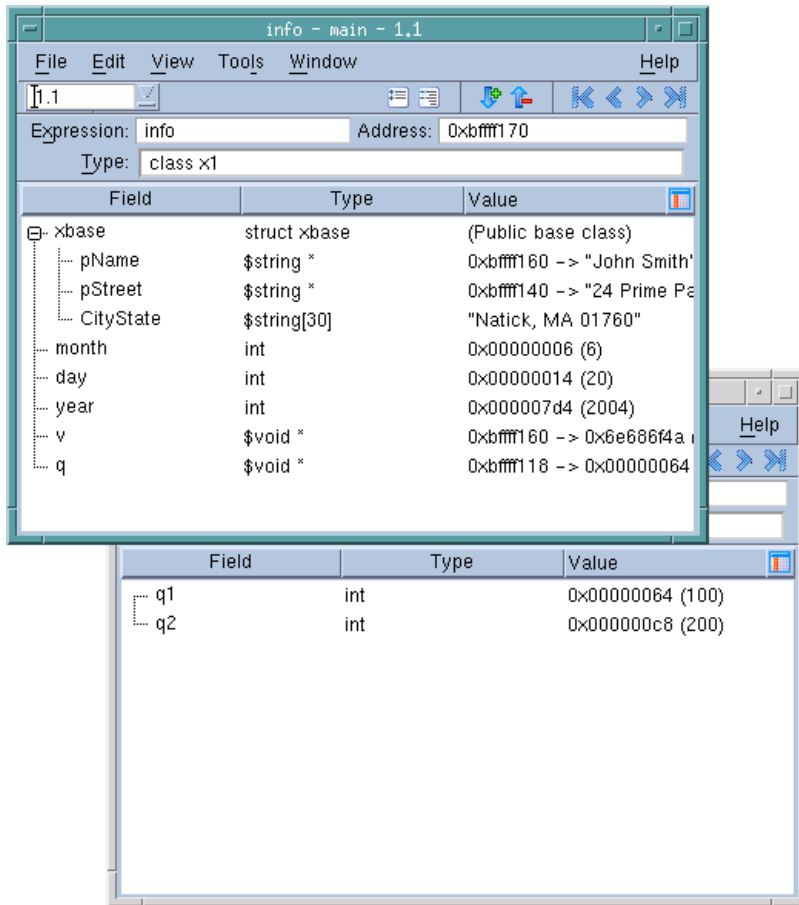 info - main - 1.1
File Edit View Tools Window Help
1.1
Expression: info Address: 0xbffff170
Type: class x1
Field Type Value
xbase struct xbase (Public base class)
pName $string * 0xbffff160 -> "John Smith"
pStreet $string * 0xbffff140 -> "24 Prime Pa
CityState $string[30] "Natick, MA 01760"
month int 0x00000006 (6)
day int 0x00000014 (20)
year int 0x000007d4 (2004)
v $void * 0xbffff160 -> 0x6e686f4a
q $void * 0xbffff118 -> 0x00000064
Help
Field Type Value
q1 int 0x00000064 (100)
q2 int 0x000000c8 (200)